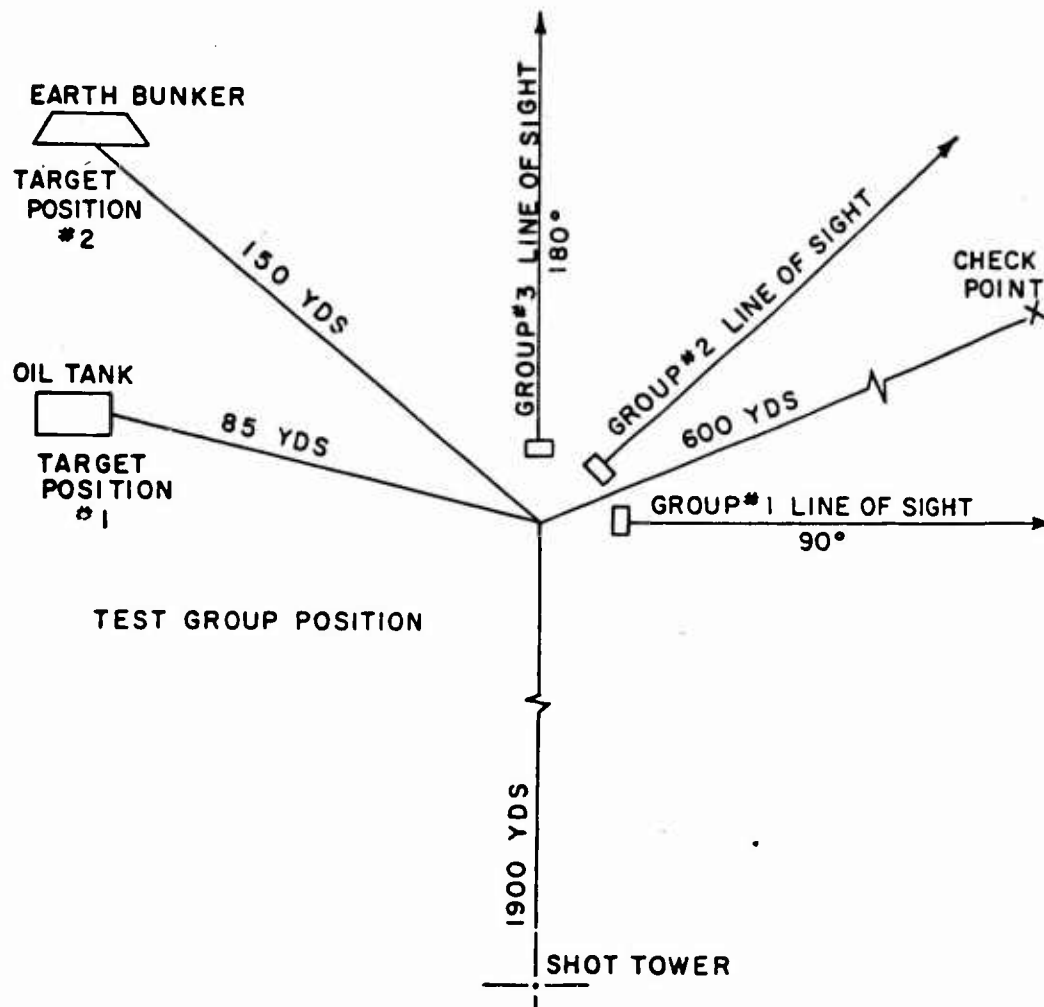 EARTH BUNKER
TARGET
POSITION
#2
150 YDS
GROUP #3 LINE OF SIGHT
180°
GROUP #2 LINE OF SIGHT
CHECK
POINT
X
600 YDS
OIL TANK
85 YDS
TARGET
POSITION
#1
GROUP #1 LINE OF SIGHT
90°
TEST GROUP POSITION
1900 YDS
SHOT TOWER